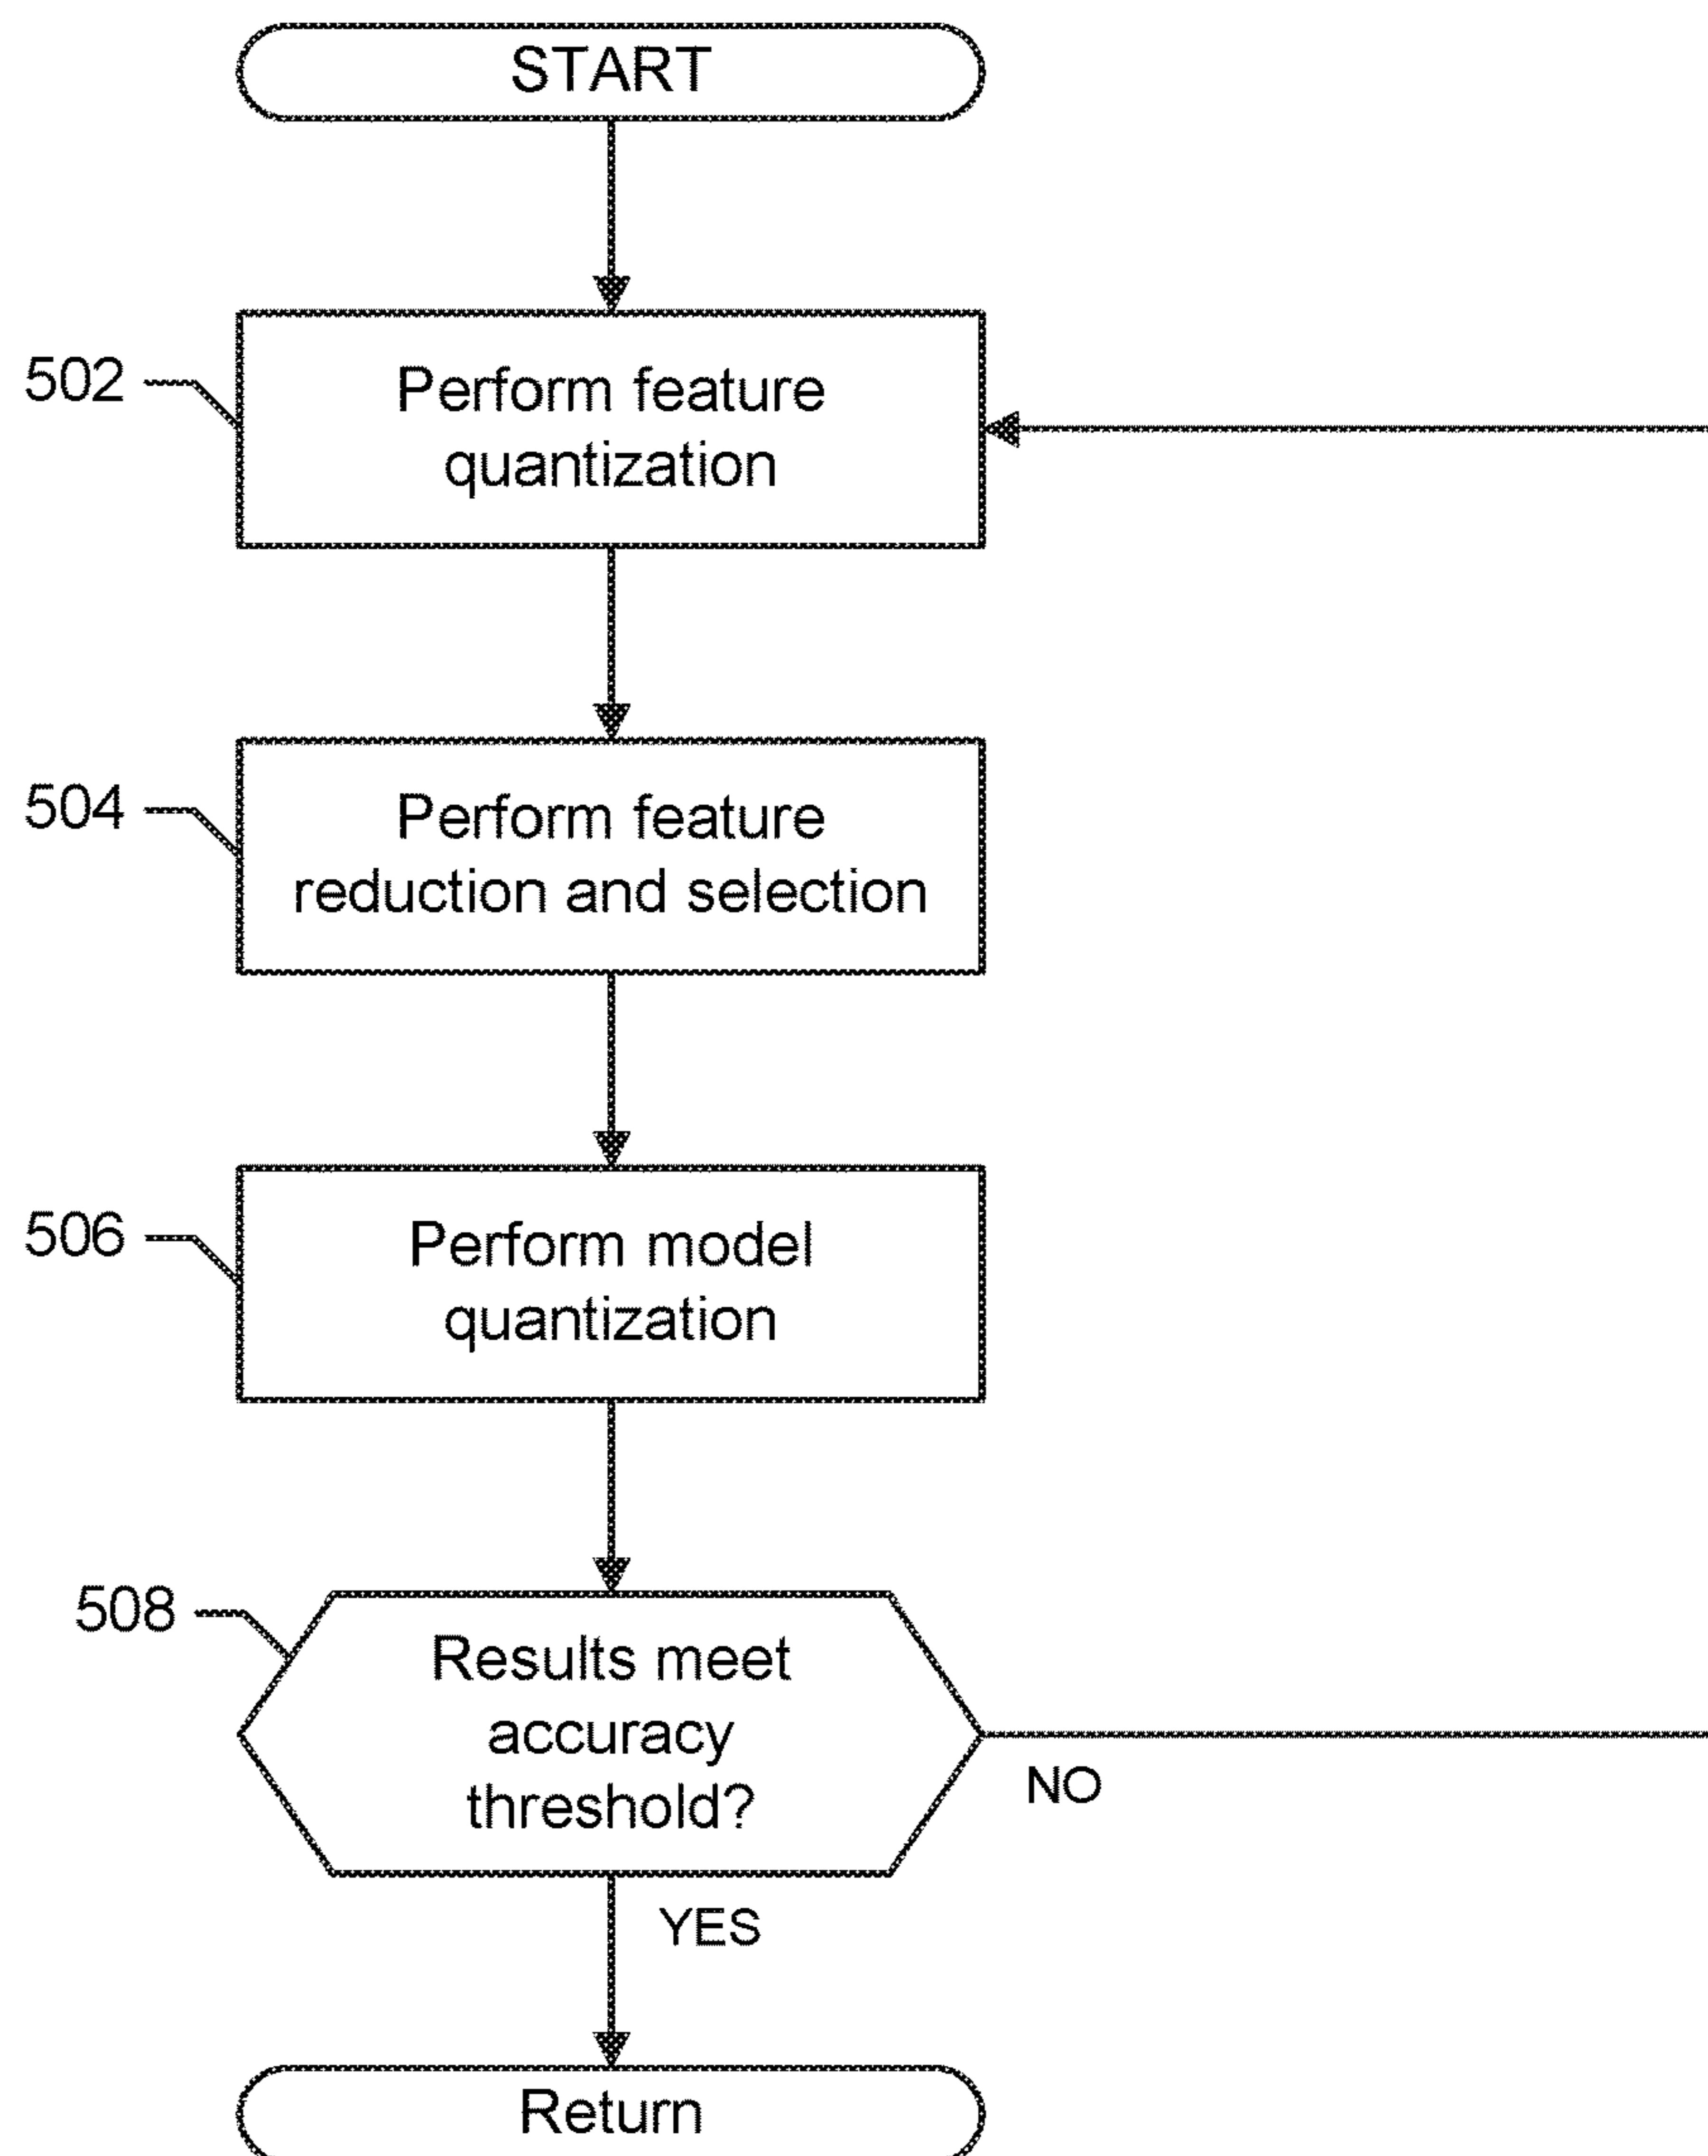 START
502
Perform feature
quantization
504
Perform feature
reduction and selection
506
Perform model
quantization
508
Results meet
accuracy
threshold?
NO
YES
Return